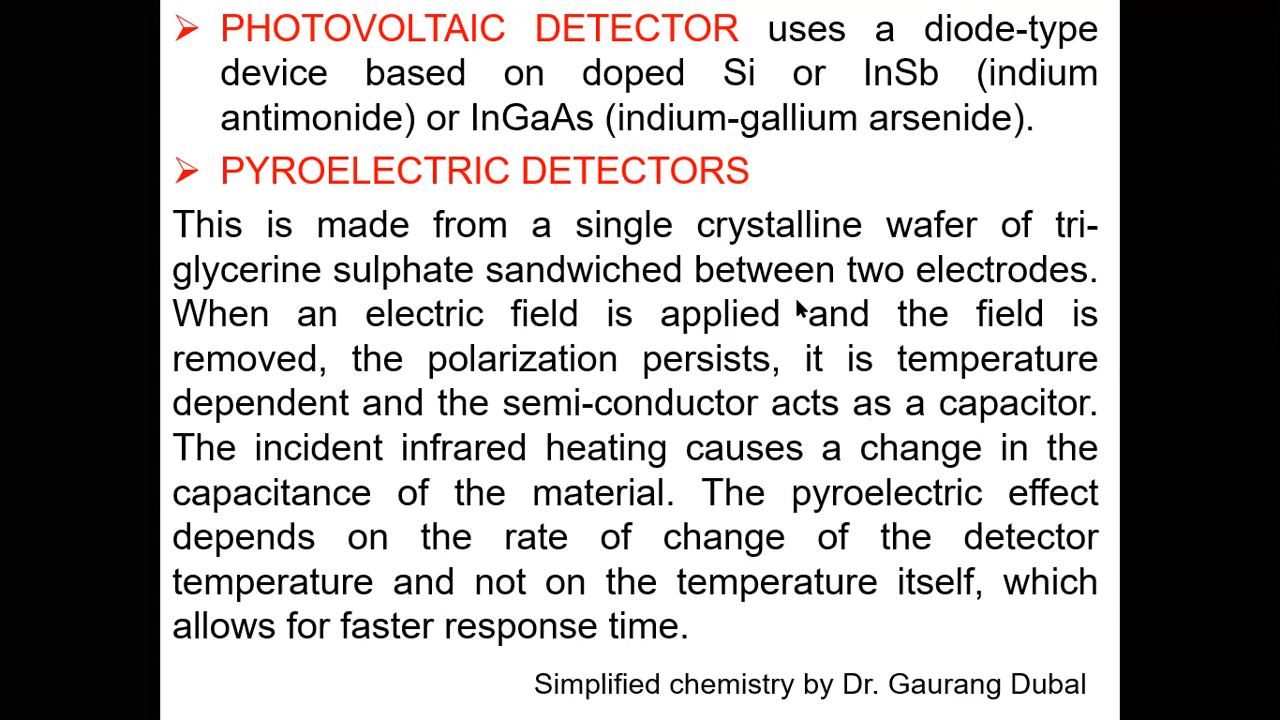 PHOTOVOLTAIC DETECTOR uses a diode-type
device based on doped Si or InSb (indium
antimonide) or InGaAs (indium-gallium arsenide).
PYROELECTRIC DETECTORS
This is made from a single crystalline wafer of tri-
glycerine sulphate sandwiched between two electrodes.
When an electric field is applied and the field is
removed, the polarization persists, it is temperature
dependent and the semi-conductor acts as a capacitor.
The incident infrared heating causes a change in the
capacitance of the material. The pyroelectric effect
depends on the rate of change of the detector
temperature and not on the temperature itself, which
allows for faster response time.
Simplified chemistry by Dr. Gaurang Dubal